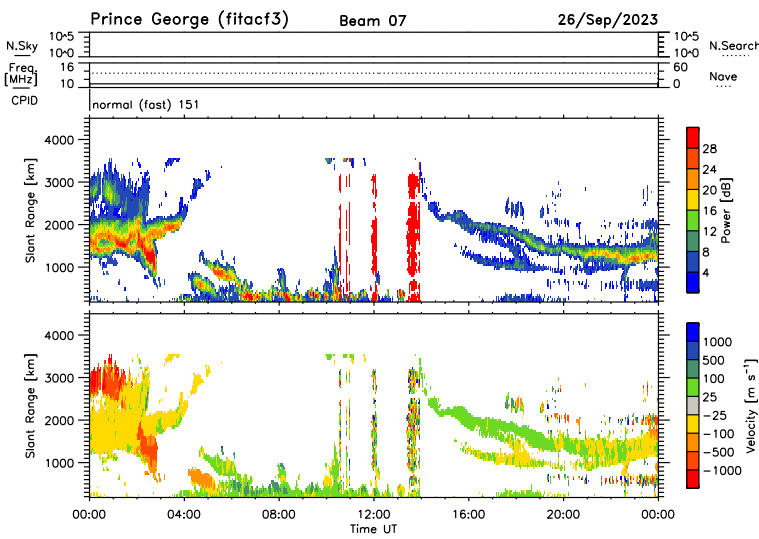 Prince George (fitacf3) Beam 07 26/Sep/2023
N.Sky 10^5 10^0 10^5 10^0 N.Search
Freq. [MHz] 16 10 60 0 Nave
CPID normal (fast) 151
Slant Range [km]
4000
3000
2000
1000
Power [dB]
28
24
20
16
12
8
4
Slant Range [km]
4000
3000
2000
1000
Velocity [m s⁻¹]
1000
500
100
25
−25
−100
−500
−1000
00:00 04:00 08:00 12:00 16:00 20:00 00:00
Time UT